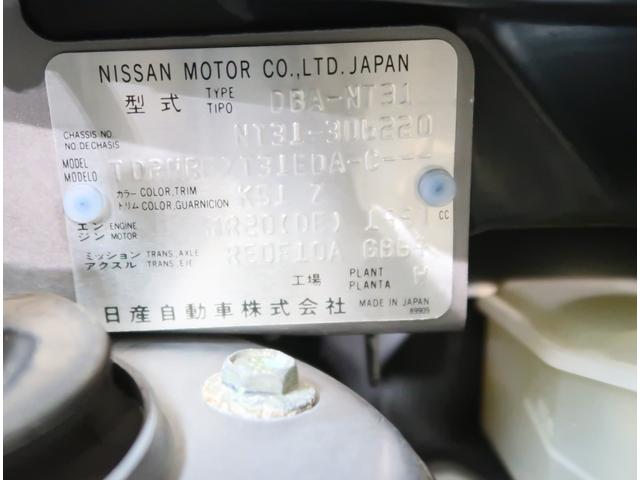 NISSAN MOTOR CO.,LTD. JAPAN
型式 TYPE TIPO DBA-NT31
CHASSIS NO. NO.DE CHASIS NT31-306220
MODEL MODELO
カラー COLOR,TRIM
トリム COLOR,GUARNICION KS1 Z
エンジン ENGINE MOTOR MR20(DE) cc
ミッション TRANS,AXLE
アクスル TRANS,EJE
工場 PLANT PLANTA H
日産自動車株式会社 MADE IN JAPAN
89909